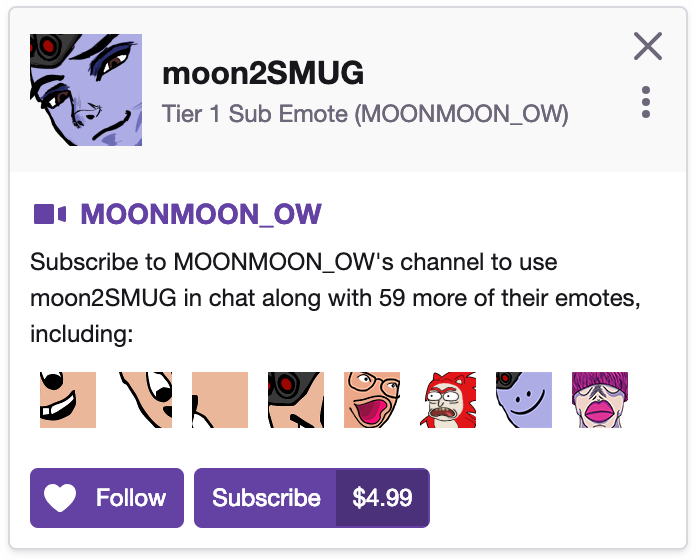 moon2SMUG
Tier 1 Sub Emote (MOONMOON_OW)
MOONMOON_OW
Subscribe to MOONMOON_OW's channel to use
moon2SMUG in chat along with 59 more of their emotes,
including:
Follow
Subscribe $4.99